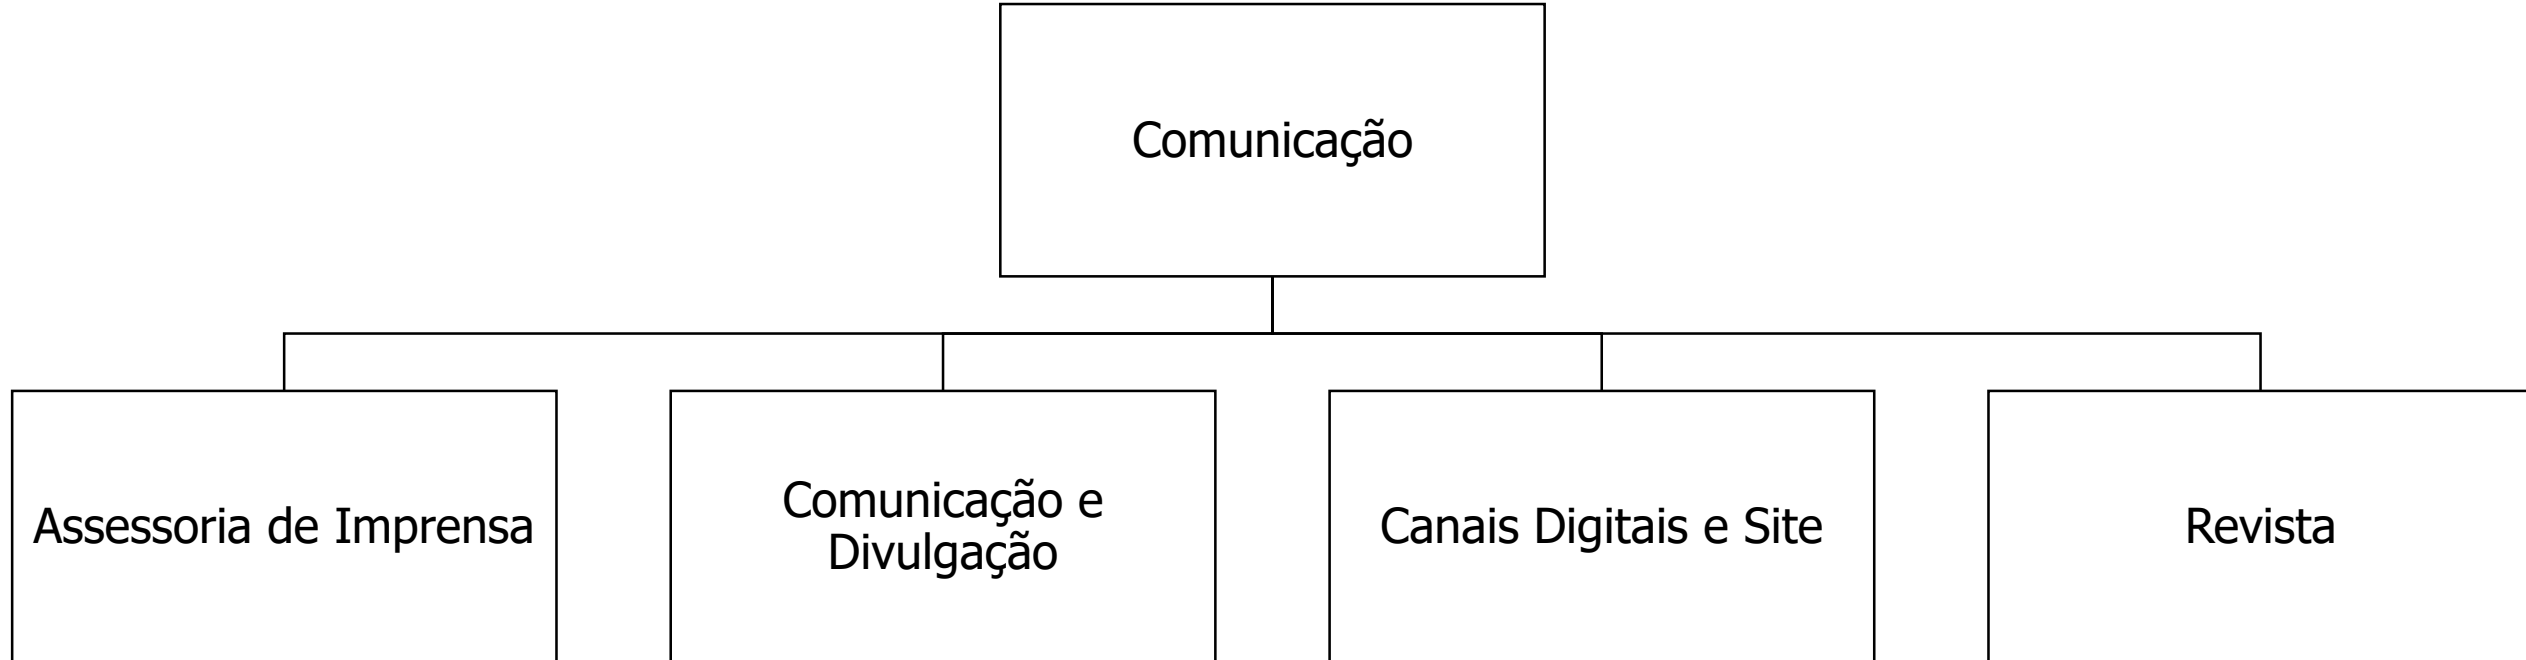 Comunicação
Assessoria de Imprensa
Comunicação e
Divulgação
Canais Digitais e Site
Revista